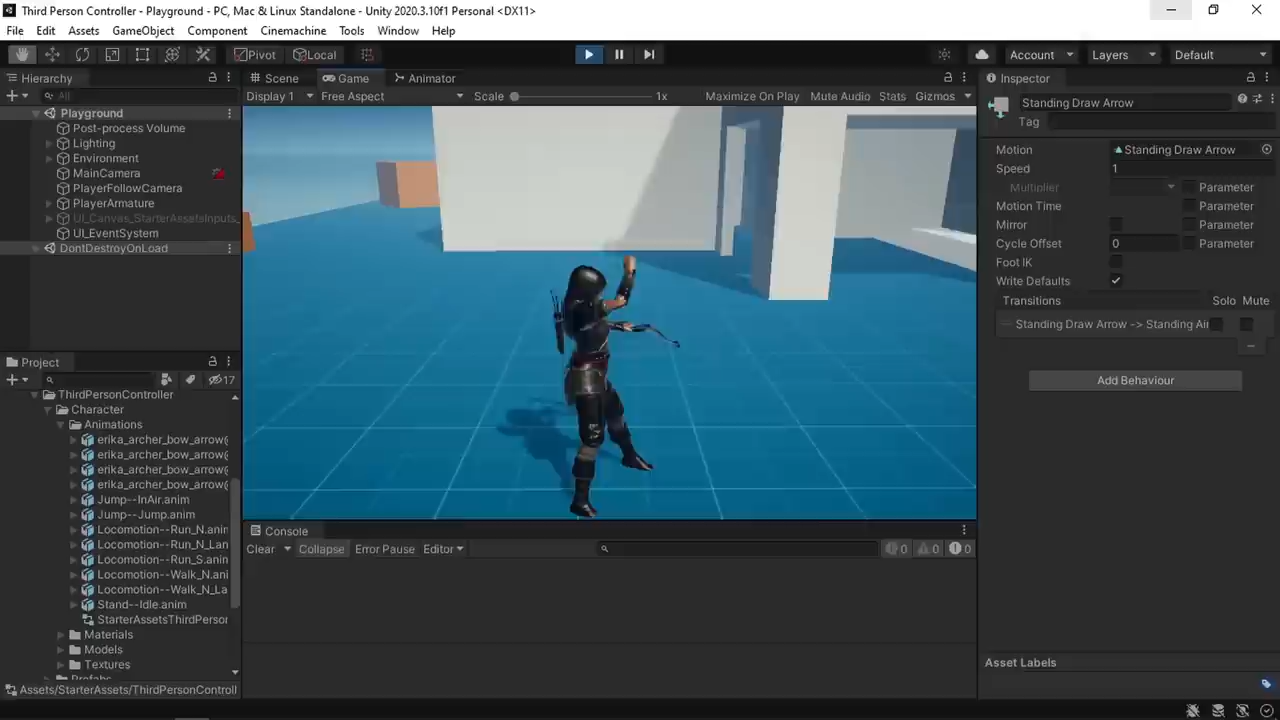 Third Person Controller - Playground - PC, Mac & Linux Standalone - Unity 2020.3.10f1 Personal <DX11>
File Edit Assets GameObject Component Cinemachine Tools Window Help
Pivot Local Account Layers Default
Hierarchy
All
Playground
Post-process Volume
Lighting
Environment
MainCamera
PlayerFollowCamera
PlayerArmature
UI_Canvas_StarterAssetsInputs_
UI_EventSystem
DontDestroyOnLoad
Project
17
ThirdPersonController
Character
Animations
erika_archer_bow_arrow@
erika_archer_bow_arrow@
erika_archer_bow_arrow@
erika_archer_bow_arrow@
Jump--InAir.anim
Jump--Jump.anim
Locomotion--Run_N.anim
Locomotion--Run_N_Lan
Locomotion--Run_S.anim
Locomotion--Walk_N.ani
Locomotion--Walk_N_La
Stand--Idle.anim
StarterAssetsThirdPerson
Materials
Models
Textures
Prefabs
Assets/StarterAssets/ThirdPersonControll
Scene Game Animator
Display 1 Free Aspect Scale 1x Maximize On Play Mute Audio Stats Gizmos
Console
Clear Collapse Error Pause Editor 0 0 0
Inspector
Standing Draw Arrow
Tag
Motion Standing Draw Arrow
Speed 1
Multiplier Parameter
Motion Time Parameter
Mirror Parameter
Cycle Offset 0 Parameter
Foot IK
Write Defaults
Transitions Solo Mute
Standing Draw Arrow -> Standing Aim
Add Behaviour
Asset Labels